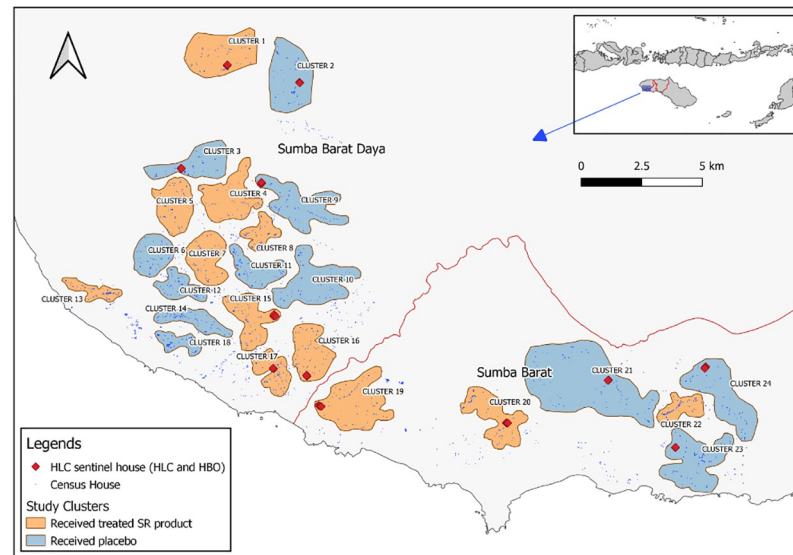 CLUSTER 1
CLUSTER 2
Sumba Barat Daya
0 2.5 5 km
CLUSTER 3
CLUSTER 4
CLUSTER 5
CLUSTER 9
CLUSTER 6
CLUSTER 7
CLUSTER 8
CLUSTER 11
CLUSTER 10
CLUSTER 12
CLUSTER 13
CLUSTER 15
CLUSTER 14
CLUSTER 18
CLUSTER 16
CLUSTER 17
Sumba Barat
CLUSTER 21
CLUSTER 24
CLUSTER 19
CLUSTER 20
CLUSTER 22
CLUSTER 23
Legends
HLC sentinel house (HLC and HBO)
Census House
Study Clusters
Received treated SR product
Received placebo